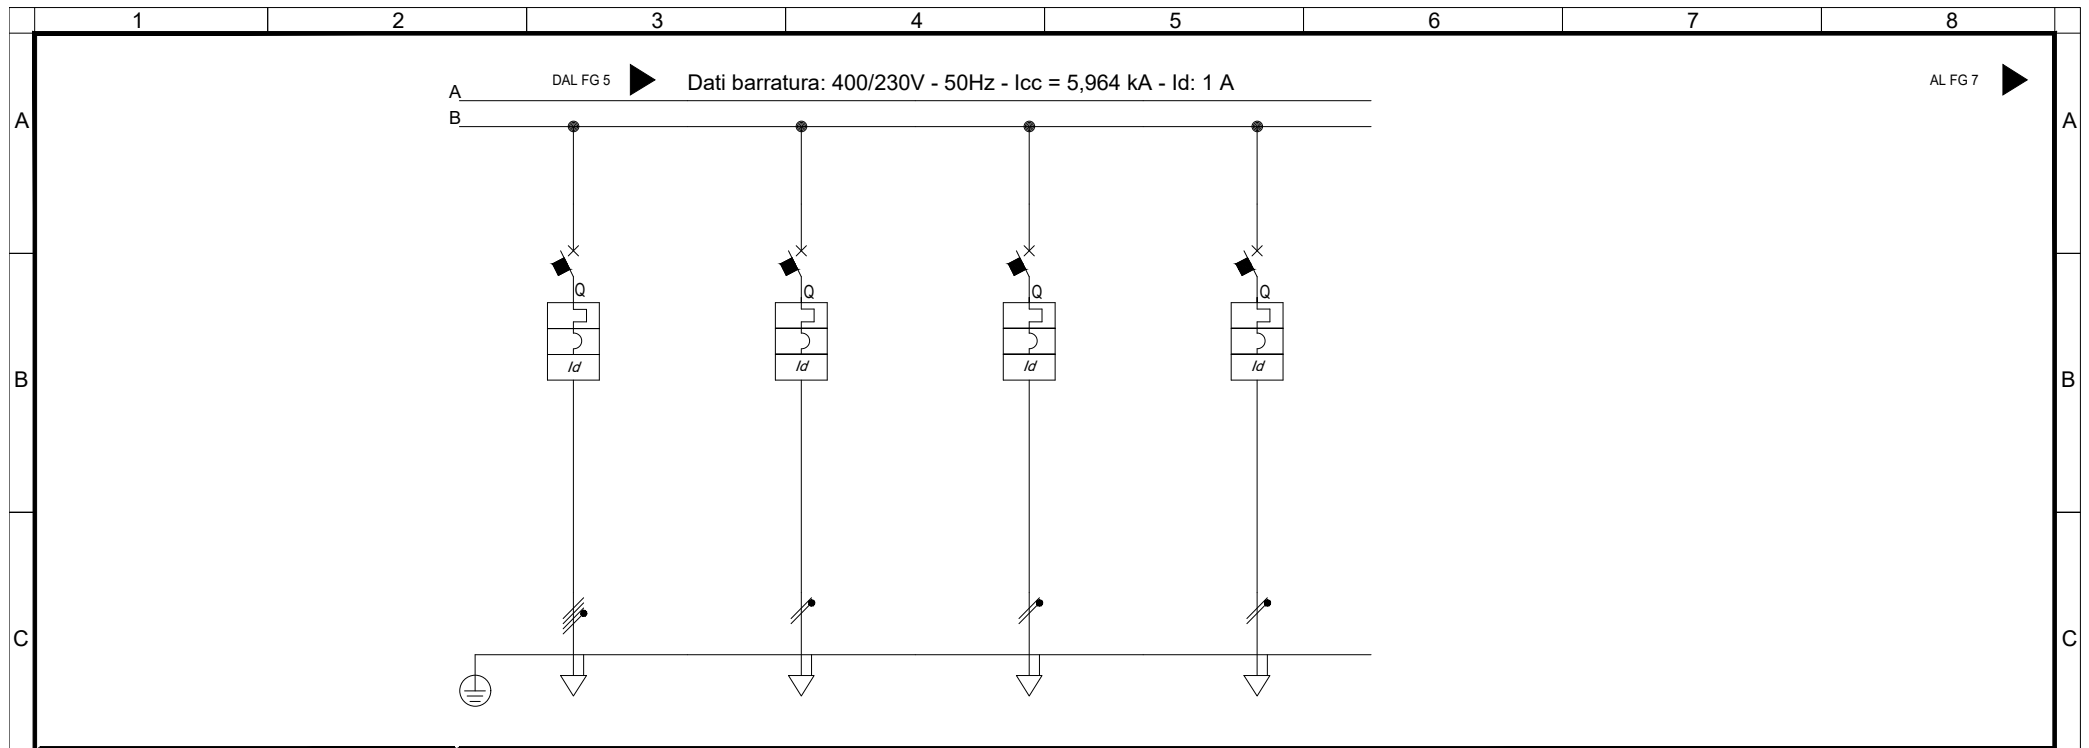 1 2 3 4 5 6 7 8
DAL FG 5 Dati barratura: 400/230V - 50Hz - Icc = 5,964 kA - Id: 1 A AL FG 7
A
B
A A
Q Q Q Q
Id Id Id Id
B B
C C